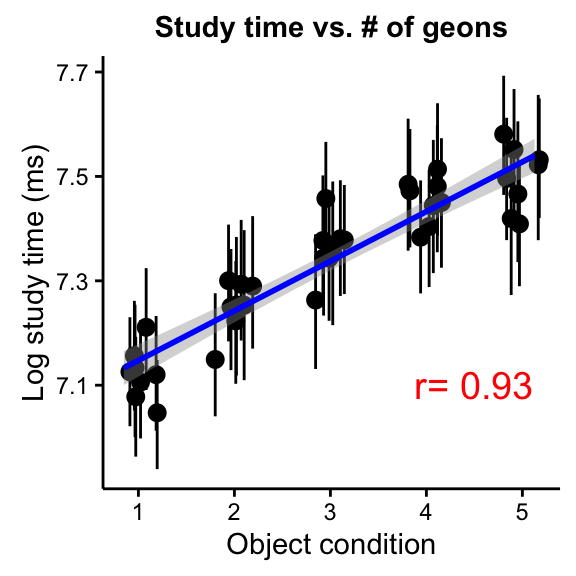 Study time vs. # of geons
7.7
7.5
7.3
7.1
Log study time (ms)
r= 0.93
1 2 3 4 5
Object condition